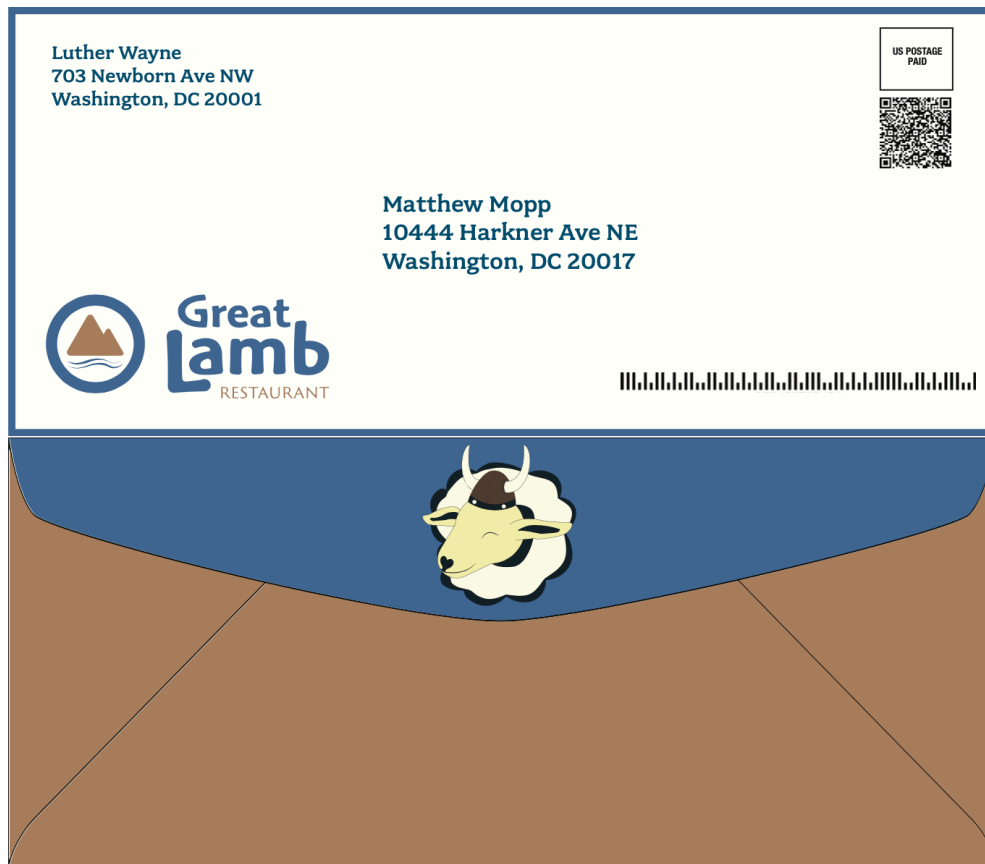 Luther Wayne
703 Newborn Ave NW
Washington, DC 20001
US POSTAGE
PAID
Matthew Mopp
10444 Harkner Ave NE
Washington, DC 20017
Great
Lamb
RESTAURANT